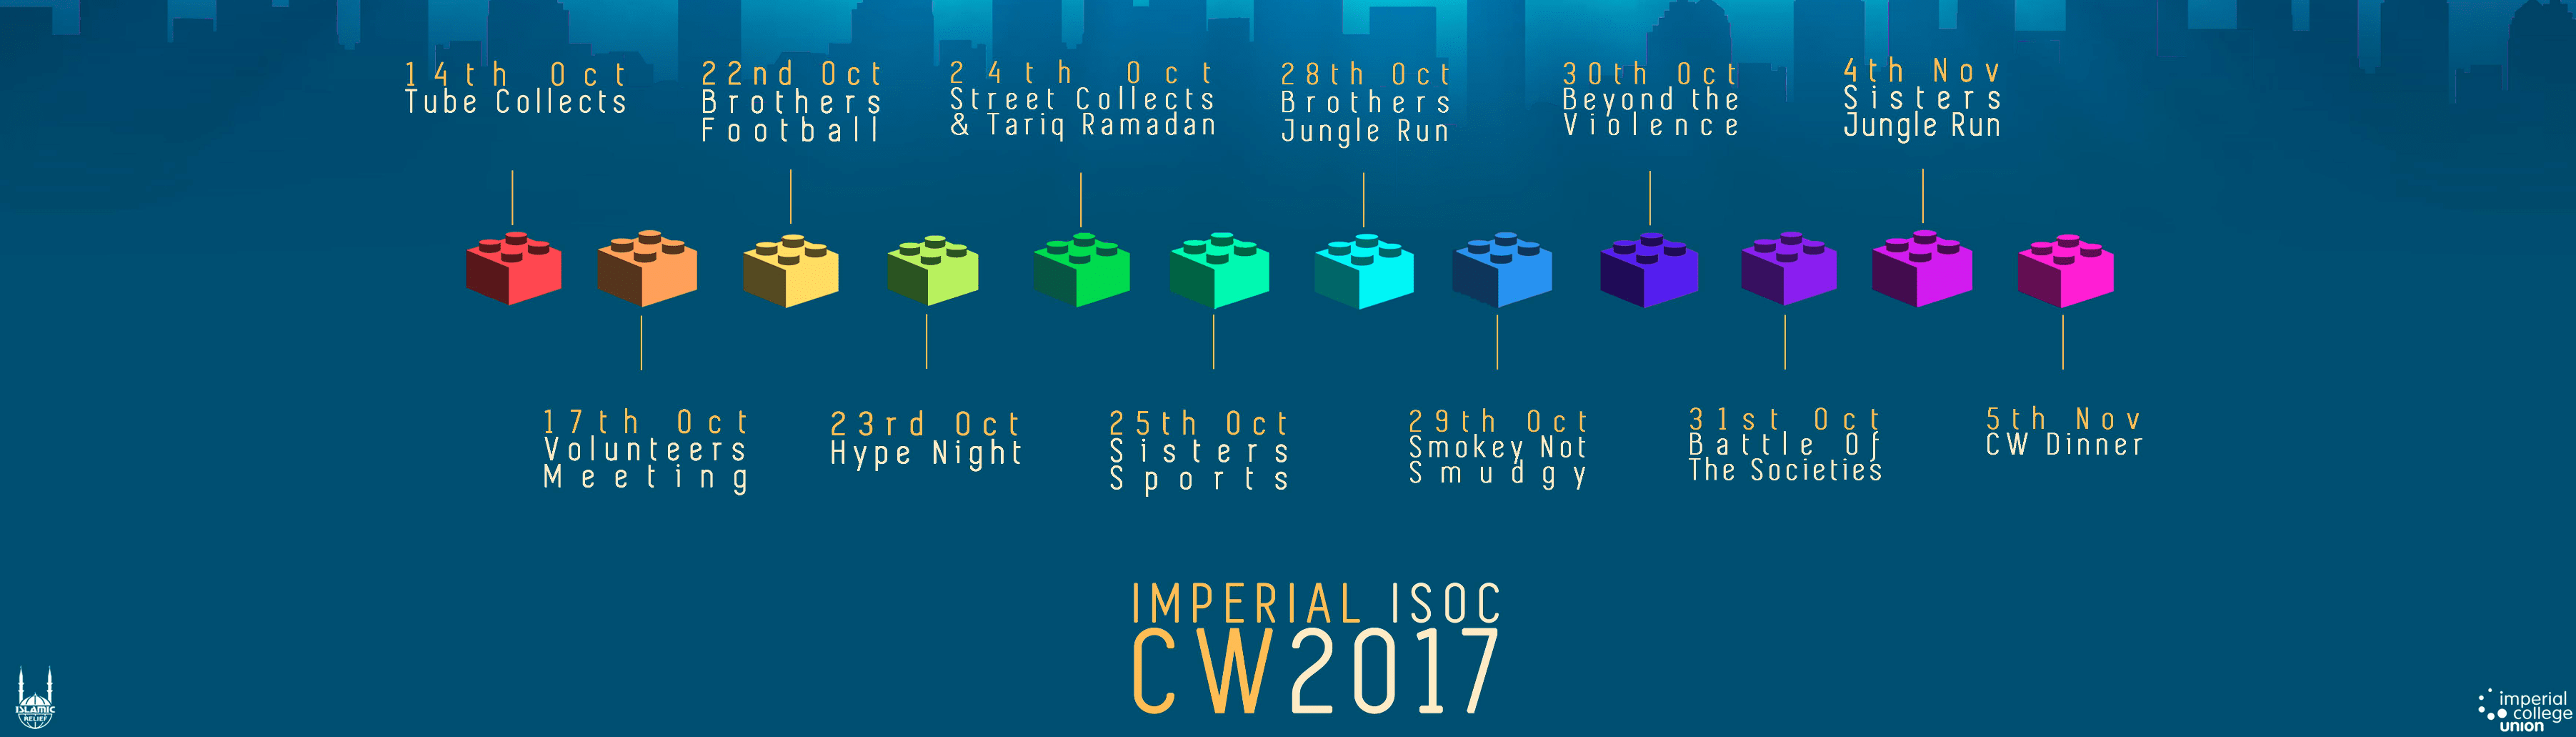 14th Oct
Tube Collects
22nd Oct
Brothers
Football
24th Oct
Street Collects
& Tariq Ramadan
28th Oct
Brothers
Jungle Run
30th Oct
Beyond the
Violence
4th Nov
Sisters
Jungle Run
17th Oct
Volunteers
Meeting
23rd Oct
Hype Night
25th Oct
Sisters
Sports
29th Oct
Smokey Not
Smudgy
31st Oct
Battle Of
The Societies
5th Nov
CW Dinner
IMPERIAL ISOC
CW2017
ISLAMIC
RELIEF
imperial
college
union